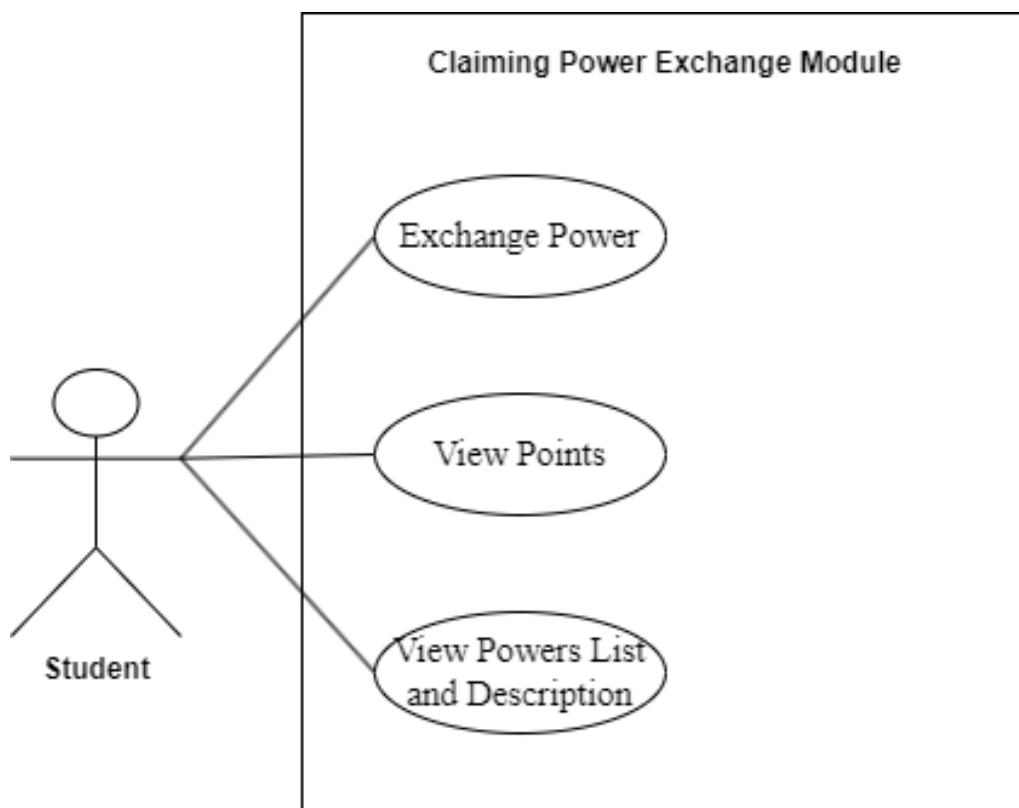 Claiming Power Exchange Module
Exchange Power
View Points
View Powers List
and Description
Student